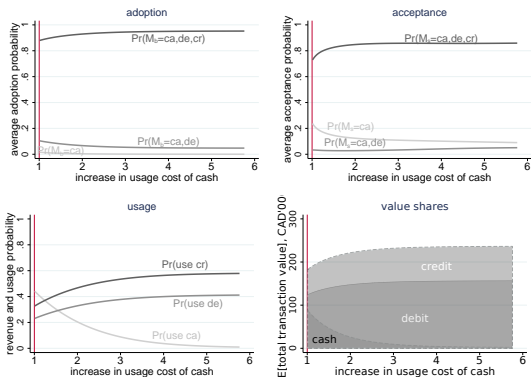 adoption
average adoption probability
0 .2 .4 .6 .8 1
Pr(M_b=ca,de,cr)
Pr(M_b=ca,de)
Pr(M_b=ca)
1 2 3 4 5 6
increase in usage cost of cash
acceptance
average acceptance probability
0 .2 .4 .6 .8 1
Pr(M_s=ca,de,cr)
Pr(M_s=ca)
Pr(M_s=ca,de)
1 2 3 4 5 6
increase in usage cost of cash
usage
revenue and usage probability
0 .2 .4 .6 .8 1
Pr(use cr)
Pr(use de)
Pr(use ca)
1 2 3 4 5 6
increase in usage cost of cash
value shares
E[total transaction value], CAD'00
0 100 200 300
credit
debit
cash
1 2 3 4 5 6
increase in usage cost of cash